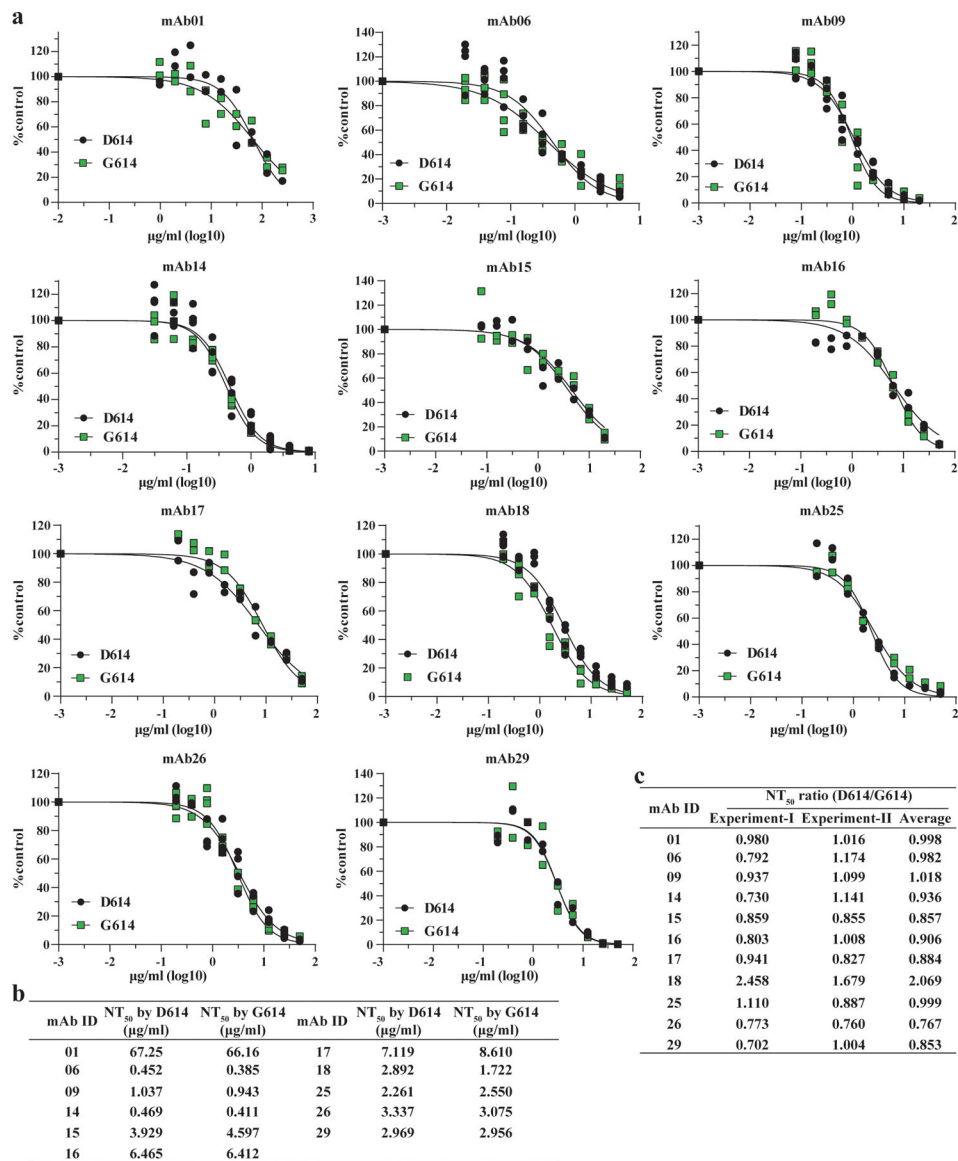 a
mAb01
120
100
80
60
40
20
0
%control
D614
G614
-2 -1 0 1 2 3
µg/ml (log10)
mAb06
140
120
100
80
60
40
20
0
%control
D614
G614
-3 -2 -1 0 1
µg/ml (log10)
mAb09
120
100
80
60
40
20
0
%control
D614
G614
-3 -2 -1 0 1 2
µg/ml (log10)
mAb14
120
100
80
60
40
20
0
%control
D614
G614
-3 -2 -1 0 1
µg/ml (log10)
mAb15
140
120
100
80
60
40
20
0
%control
D614
G614
-3 -2 -1 0 1 2
µg/ml (log10)
mAb16
120
100
80
60
40
20
0
%control
D614
G614
-3 -2 -1 0 1 2
µg/ml (log10)
mAb17
120
100
80
60
40
20
0
%control
D614
G614
-3 -2 -1 0 1 2
µg/ml (log10)
mAb18
120
100
80
60
40
20
0
%control
D614
G614
-3 -2 -1 0 1 2
µg/ml (log10)
mAb25
120
100
80
60
40
20
0
%control
D614
G614
-3 -2 -1 0 1 2
µg/ml (log10)
mAb26
120
100
80
60
40
20
0
%control
D614
G614
-3 -2 -1 0 1 2
µg/ml (log10)
mAb29
140
120
100
80
60
40
20
0
%control
D614
G614
-3 -2 -1 0 1 2
µg/ml (log10)
b
mAb ID NT50 by D614 (µg/ml) NT50 by G614 (µg/ml) mAb ID NT50 by D614 (µg/ml) NT50 by G614 (µg/ml)
01 67.25 66.16 17 7.119 8.610
06 0.452 0.385 18 2.892 1.722
09 1.037 0.943 25 2.261 2.550
14 0.469 0.411 26 3.337 3.075
15 3.929 4.597 29 2.969 2.956
16 6.465 6.412
c
NT50 ratio (D614/G614)
mAb ID Experiment-I Experiment-II Average
01 0.980 1.016 0.998
06 0.792 1.174 0.982
09 0.937 1.099 1.018
14 0.730 1.141 0.936
15 0.859 0.855 0.857
16 0.803 1.008 0.906
17 0.941 0.827 0.884
18 2.458 1.679 2.069
25 1.110 0.887 0.999
26 0.773 0.760 0.767
29 0.702 1.004 0.853